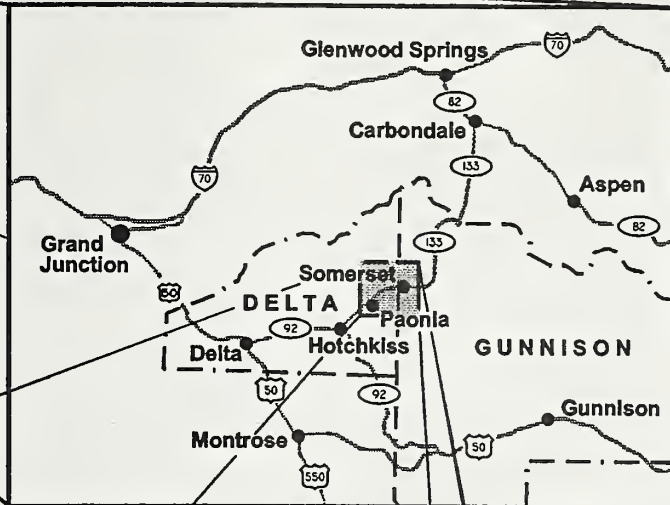 Glenwood Springs
70
82
Carbondale
133
70
Aspen
82
Grand
Junction
133
Somerset
50
DELTA
Paonia
92
Hotchkiss
Delta
GUNNISON
50
92
Gunnison
Montrose
50
550